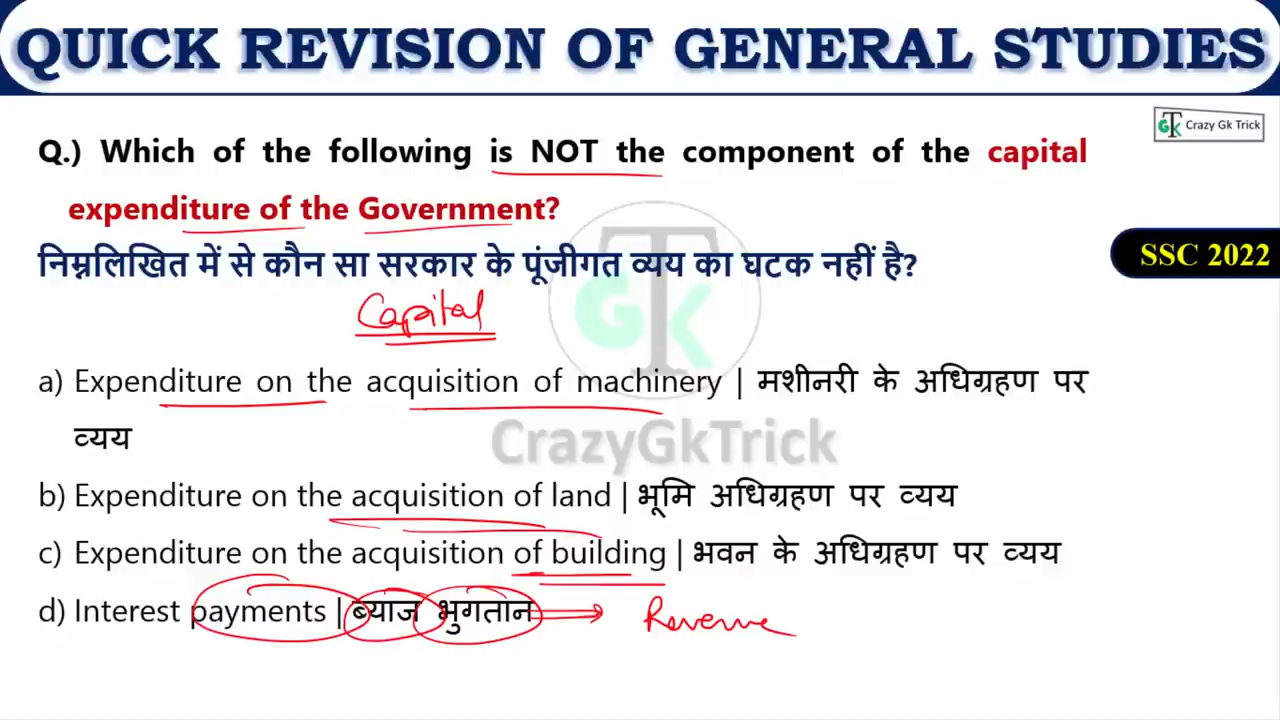 QUICK REVISION OF GENERAL STUDIES
TGK Crazy Gk Trick
Q.) Which of the following is NOT the component of the capital
expenditure of the Government?
SSC 2022
निम्नलिखित में से कौन सा सरकार के पूंजीगत व्यय का घटक नहीं है?
Capital
a) Expenditure on the acquisition of machinery | मशीनरी के अधिग्रहण पर
व्यय
CrazyGkTrick
b) Expenditure on the acquisition of land | भूमि अधिग्रहण पर व्यय
c) Expenditure on the acquisition of building | भवन के अधिग्रहण पर व्यय
d) Interest payments | ब्याज भुगतान Revenue